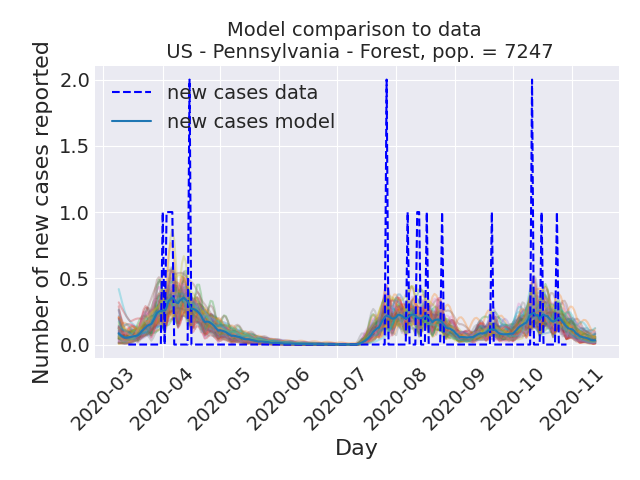 Model comparison to data
US - Pennsylvania - Forest, pop. = 7247
Number of new cases reported
2.0
1.5
1.0
0.5
0.0
new cases data
new cases model
2020-03
2020-04
2020-05
2020-06
2020-07
2020-08
2020-09
2020-10
2020-11
Day